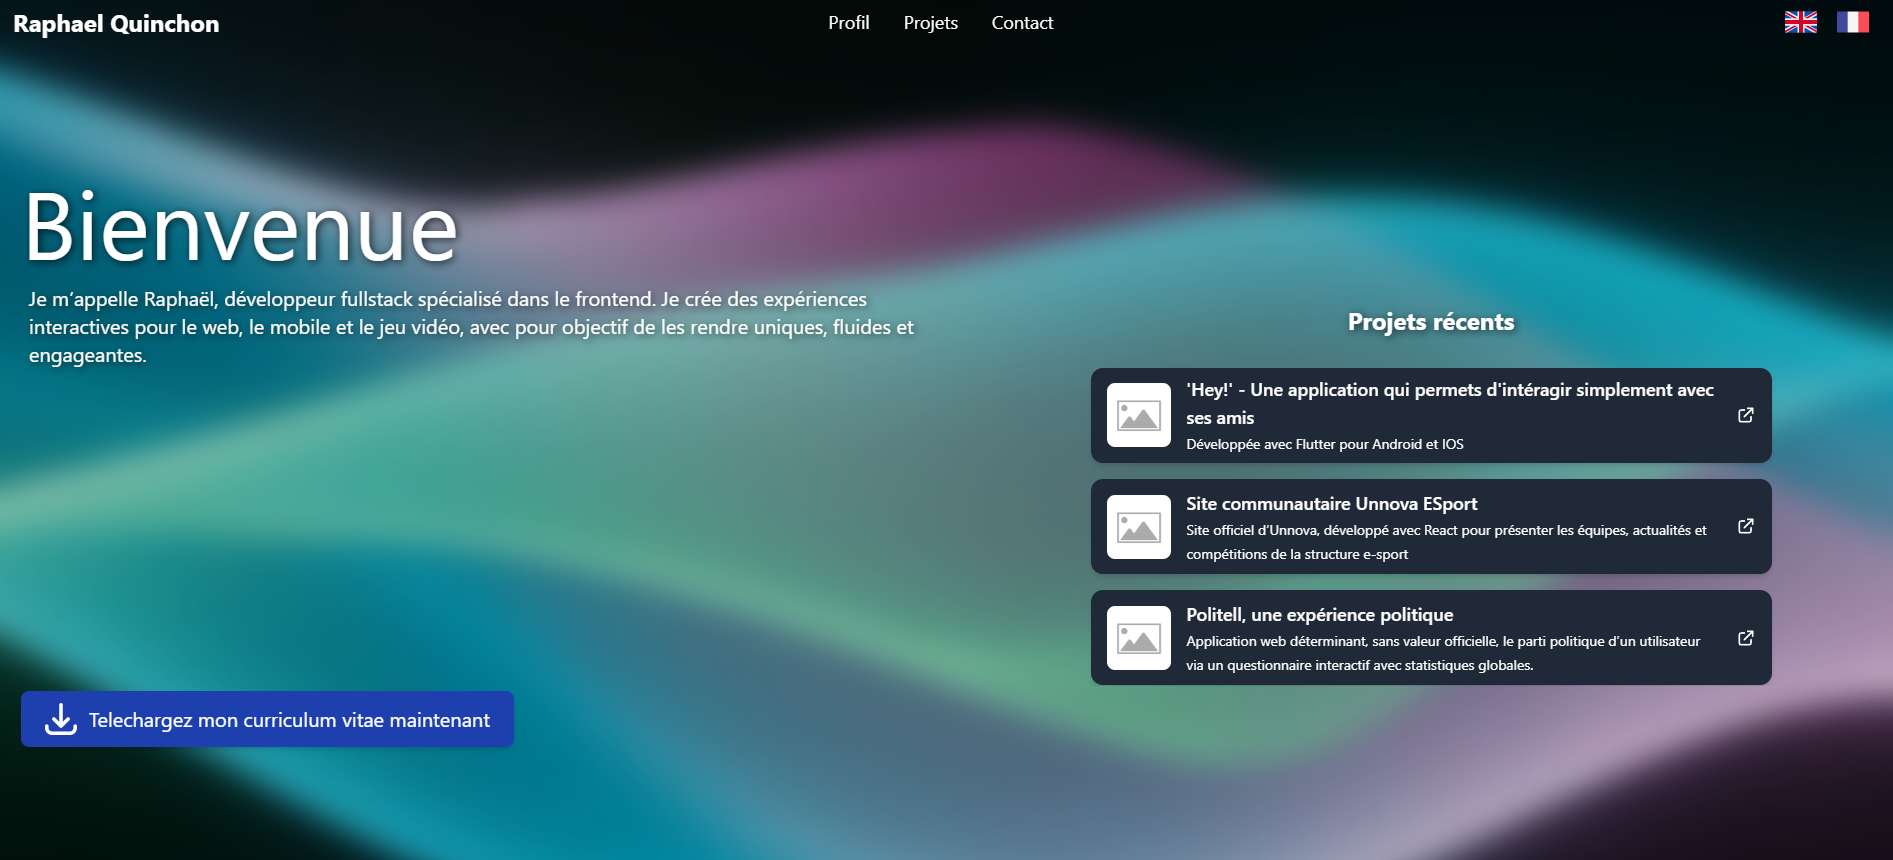 Raphael Quinchon
Profil
Projets
Contact
Bienvenue
Je m’appelle Raphaël, développeur fullstack spécialisé dans le frontend. Je crée des expériences
interactives pour le web, le mobile et le jeu vidéo, avec pour objectif de les rendre uniques, fluides et
engageantes.
Telechargez mon curriculum vitae maintenant
Projets récents
'Hey!' - Une application qui permets d'intéragir simplement avec
ses amis
Développée avec Flutter pour Android et IOS
Site communautaire Unnova ESport
Site officiel d’Unnova, développé avec React pour présenter les équipes, actualités et
compétitions de la structure e-sport
Politell, une expérience politique
Application web déterminant, sans valeur officielle, le parti politique d’un utilisateur
via un questionnaire interactif avec statistiques globales.